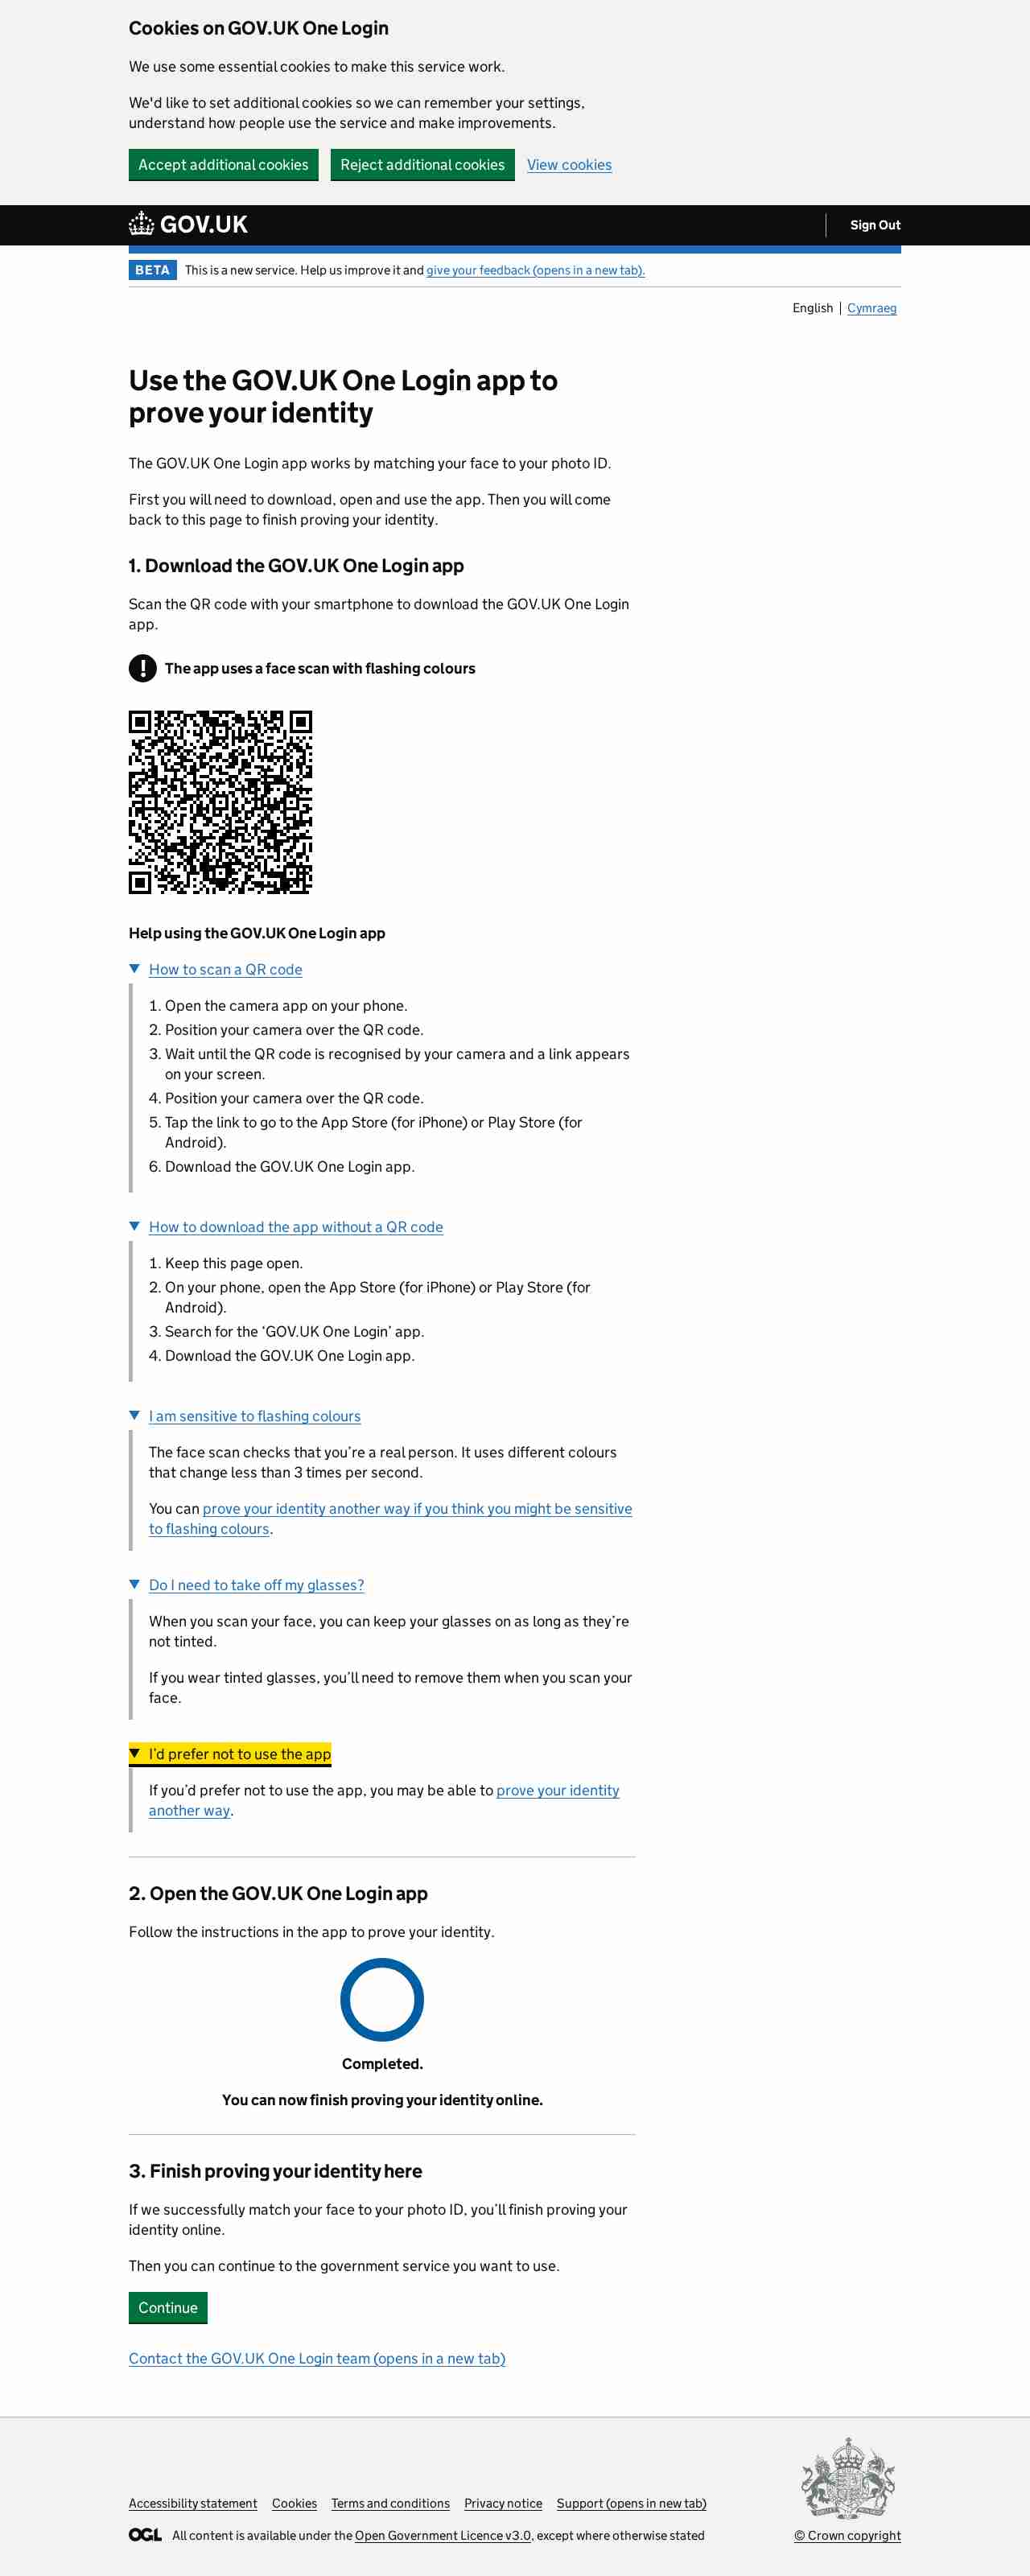 Cookies on GOV.UK One Login
We use some essential cookies to make this service work.
We'd like to set additional cookies so we can remember your settings,
understand how people use the service and make improvements.
Accept additional cookies Reject additional cookies View cookies
GOV.UK Sign Out
BETA This is a new service. Help us improve it and give your feedback (opens in a new tab).
English | Cymraeg
Use the GOV.UK One Login app to
prove your identity
The GOV.UK One Login app works by matching your face to your photo ID.
First you will need to download, open and use the app. Then you will come
back to this page to finish proving your identity.
1. Download the GOV.UK One Login app
Scan the QR code with your smartphone to download the GOV.UK One Login
app.
! The app uses a face scan with flashing colours
Help using the GOV.UK One Login app
How to scan a QR code
1. Open the camera app on your phone.
2. Position your camera over the QR code.
3. Wait until the QR code is recognised by your camera and a link appears
on your screen.
4. Position your camera over the QR code.
5. Tap the link to go to the App Store (for iPhone) or Play Store (for
Android).
6. Download the GOV.UK One Login app.
How to download the app without a QR code
1. Keep this page open.
2. On your phone, open the App Store (for iPhone) or Play Store (for
Android).
3. Search for the ‘GOV.UK One Login’ app.
4. Download the GOV.UK One Login app.
I am sensitive to flashing colours
The face scan checks that you’re a real person. It uses different colours
that change less than 3 times per second.
You can prove your identity another way if you think you might be sensitive
to flashing colours.
Do I need to take off my glasses?
When you scan your face, you can keep your glasses on as long as they’re
not tinted.
If you wear tinted glasses, you’ll need to remove them when you scan your
face.
I’d prefer not to use the app
If you’d prefer not to use the app, you may be able to prove your identity
another way.
2. Open the GOV.UK One Login app
Follow the instructions in the app to prove your identity.
Completed.
You can now finish proving your identity online.
3. Finish proving your identity here
If we successfully match your face to your photo ID, you’ll finish proving your
identity online.
Then you can continue to the government service you want to use.
Continue
Contact the GOV.UK One Login team (opens in a new tab)
Accessibility statement Cookies Terms and conditions Privacy notice Support (opens in new tab)
OGL All content is available under the Open Government Licence v3.0, except where otherwise stated
© Crown copyright